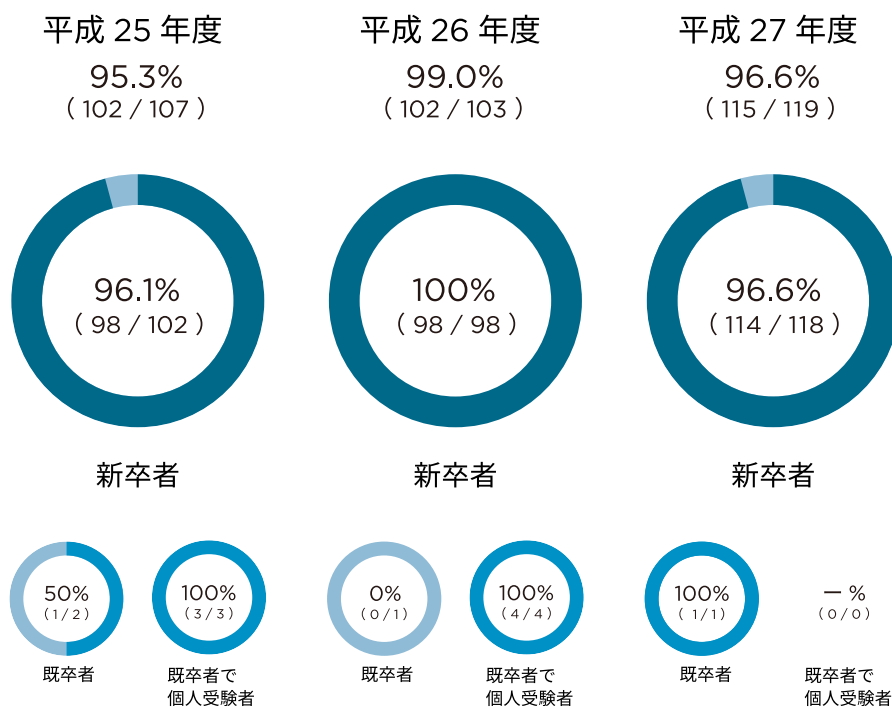 平成 25 年度
95.3%
( 102 / 107 )
96.1%
( 98 / 102 )
新卒者
50%
( 1 / 2 )
既卒者
100%
( 3 / 3 )
既卒者で
個人受験者
平成 26 年度
99.0%
( 102 / 103 )
100%
( 98 / 98 )
新卒者
0%
( 0 / 1 )
既卒者
100%
( 4 / 4 )
既卒者で
個人受験者
平成 27 年度
96.6%
( 115 / 119 )
96.6%
( 114 / 118 )
新卒者
100%
( 1/1 )
既卒者
— %
( 0 / 0 )
既卒者で
個人受験者